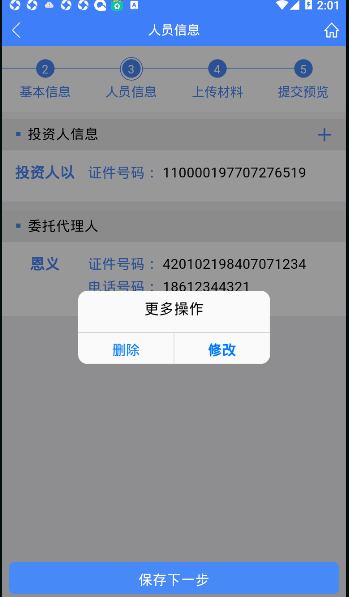 2:01
人员信息
2 3 4 5
基本信息 人员信息 上传材料 提交预览
投资人信息
投资人以 证件号码： 110000197707276519
委托代理人
恩义 证件号码： 420102198407071234
电话号码： 18612344321
更多操作
删除 修改
保存下一步